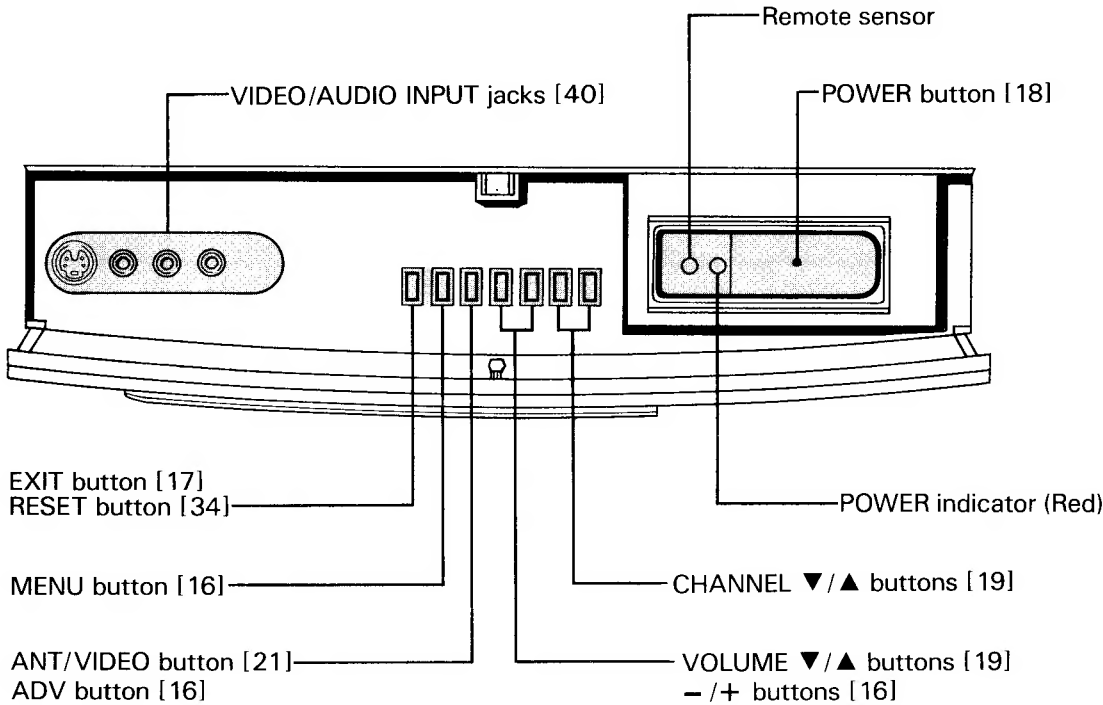 Remote sensor
VIDEO/AUDIO INPUT jacks [40]
POWER button [18]
EXIT button [17]
RESET button [34]
POWER indicator (Red)
MENU button [16]
CHANNEL ▼/▲ buttons [19]
ANT/VIDEO button [21]
ADV button [16]
VOLUME ▼/▲ buttons [19]
–/+ buttons [16]